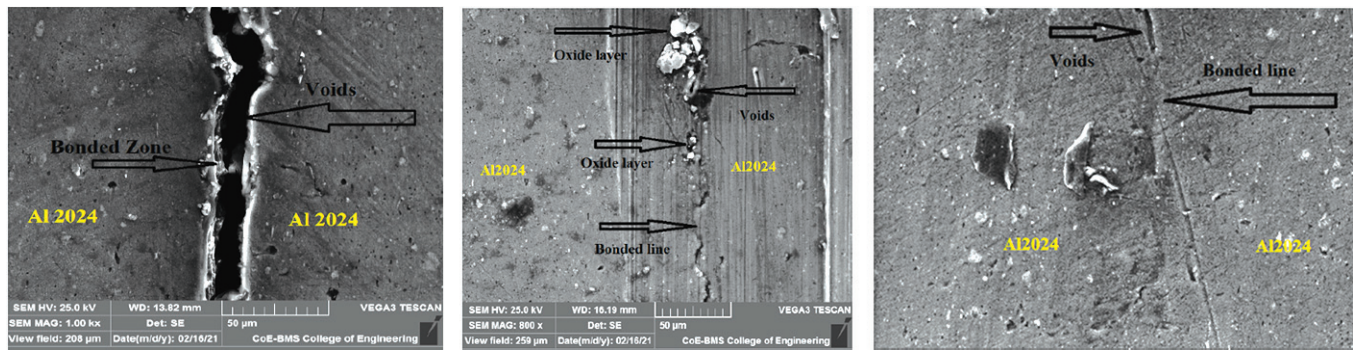 Voids
Bonded Zone
Al 2024
Al 2024
SEM HV: 25.0 kV WD: 13.82 mm VEGA3 TESCAN
SEM MAG: 1.00 kx Det: SE 50 µm
View field: 208 µm Date(m/d/y): 02/16/21 CoE-BMS College of Engineering
Oxide layer
Voids
Oxide layer
Al2024
Al2024
Bonded line
SEM HV: 25.0 kV WD: 16.19 mm VEGA3 TESCAN
SEM MAG: 800 x Det: SE 50 µm
View field: 259 µm Date(m/d/y): 02/16/21 CoE-BMS College of Engineering
Voids
Bonded line
Al2024
Al2024